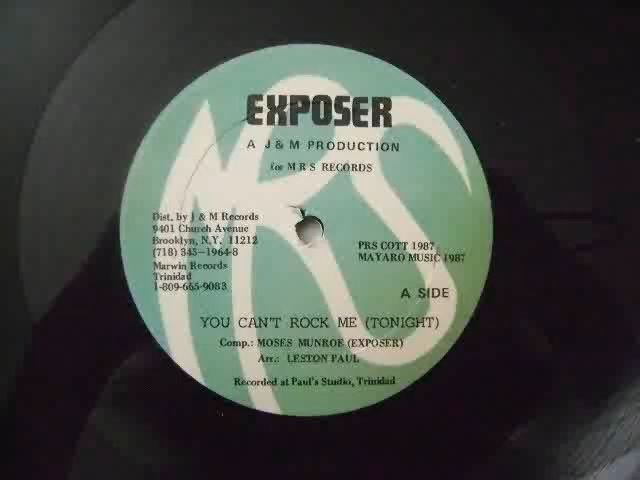 EXPOSER
A J & M PRODUCTION
for M R S RECORDS
Dist. by J & M Records
9401 Church Avenue
Brooklyn, N.Y. 11212
(718) 345-1964-8
Marwin Records
Trinidad
1-809-665-9083
PRS COTT 1987
MAYARO MUSIC 1987
A SIDE
MRS
YOU CAN'T ROCK ME (TONIGHT)
Comp.: MOSES MUNROE (EXPOSER)
Arr.: LESTON PAUL
Recorded at Paul's Studio, Trinidad